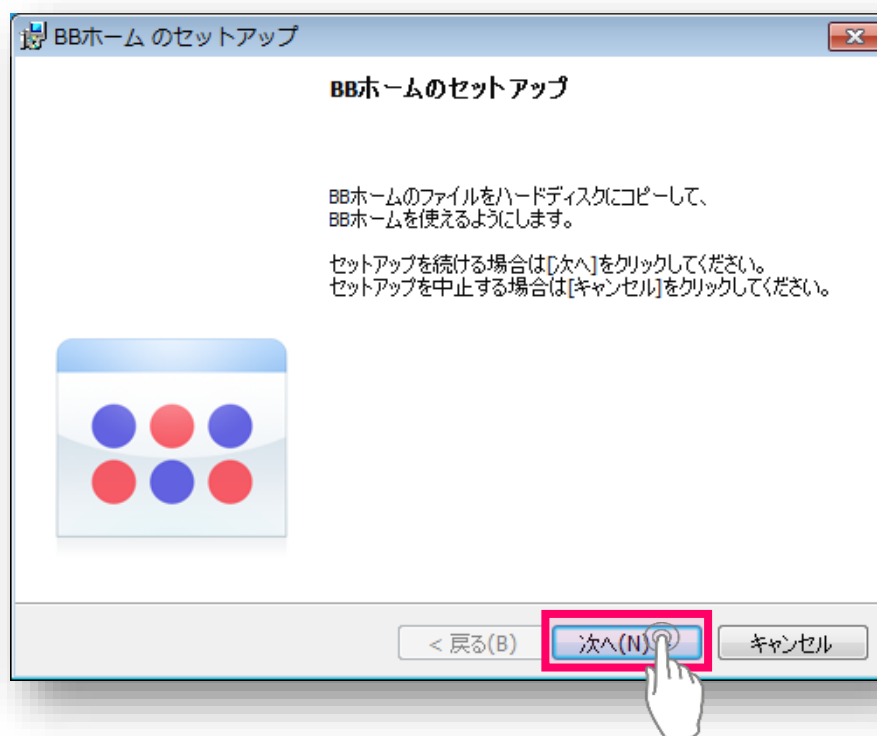 BBホーム のセットアップ
BBホームのセットアップ
BBホームのファイルをハードディスクにコピーして、
BBホームを使えるようにします。
セットアップを続ける場合は[次へ]をクリックしてください。
セットアップを中止する場合は[キャンセル]をクリックしてください。
< 戻る(B)
次へ(N)
キャンセル